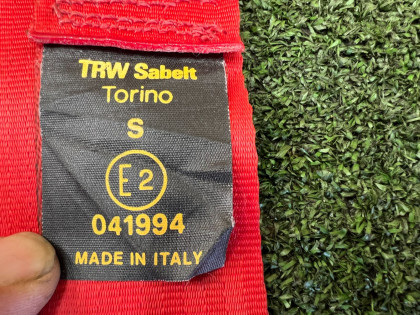 TRW Sabelt
Torino
S
E2
041994
MADE IN ITALY